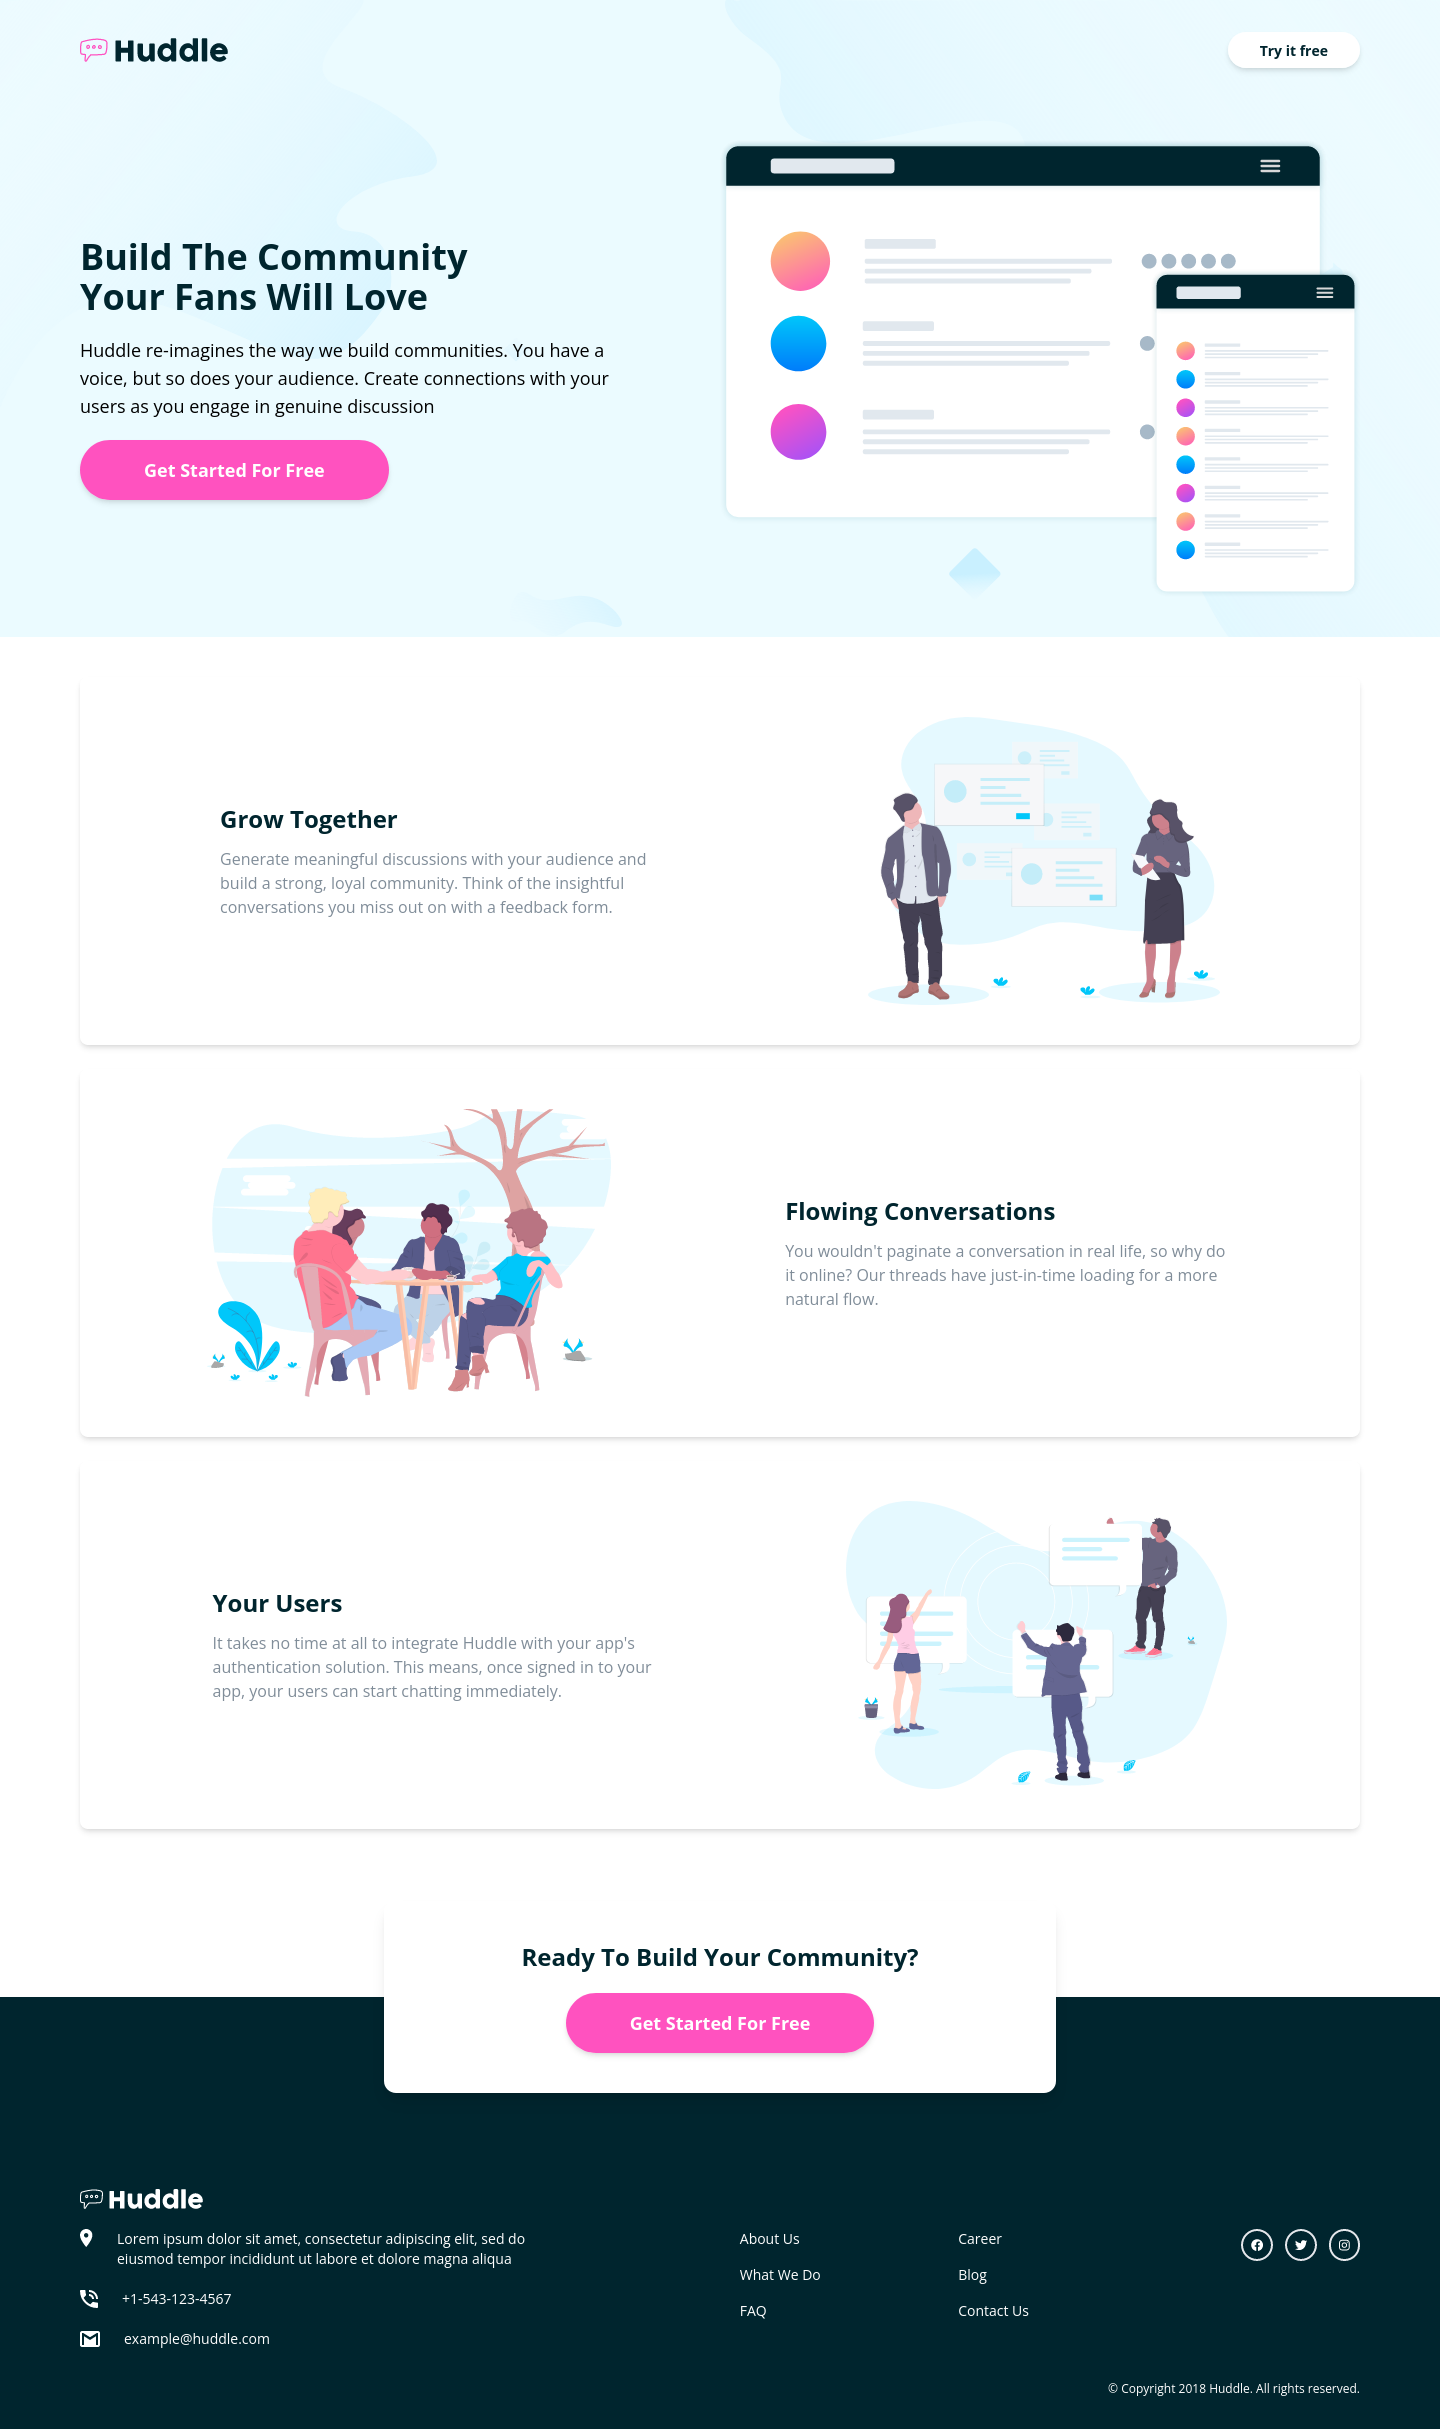 Huddle
Try it free
Build The Community
Your Fans Will Love
Huddle re-imagines the way we build communities. You have a
voice, but so does your audience. Create connections with your
users as you engage in genuine discussion
Get Started For Free
Grow Together
Generate meaningful discussions with your audience and
build a strong, loyal community. Think of the insightful
conversations you miss out on with a feedback form.
Flowing Conversations
You wouldn't paginate a conversation in real life, so why do
it online? Our threads have just-in-time loading for a more
natural flow.
Your Users
It takes no time at all to integrate Huddle with your app's
authentication solution. This means, once signed in to your
app, your users can start chatting immediately.
Ready To Build Your Community?
Get Started For Free
Huddle
Lorem ipsum dolor sit amet, consectetur adipiscing elit, sed do
eiusmod tempor incididunt ut labore et dolore magna aliqua
+1-543-123-4567
example@huddle.com
About Us
What We Do
FAQ
Career
Blog
Contact Us
© Copyright 2018 Huddle. All rights reserved.